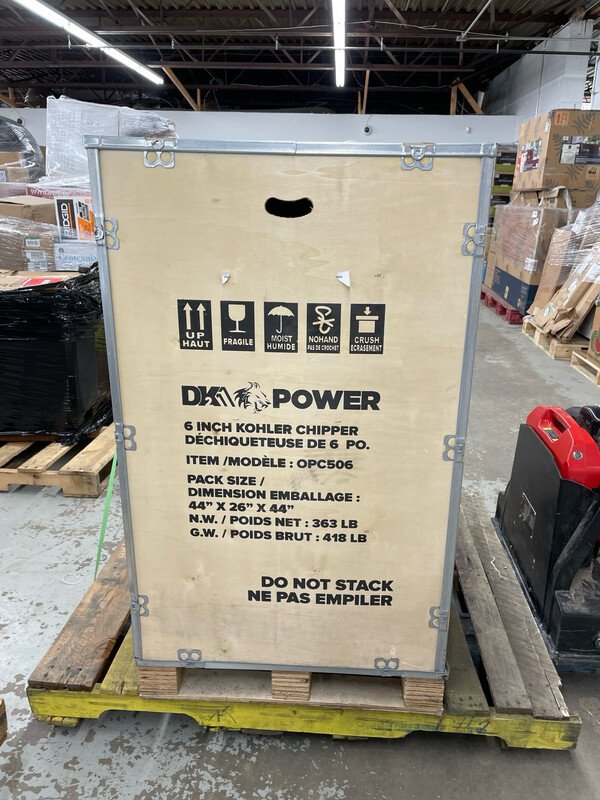 UP
HAUT
FRAGILE
MOIST
HUMIDE
NOHAND
PAS DE CROCHET
CRUSH
ECRASEMENT
DK2 POWER
6 INCH KOHLER CHIPPER
DÉCHIQUETEUSE DE 6 PO.
ITEM /MODÈLE : OPC506
PACK SIZE /
DIMENSION EMBALLAGE :
44” X 26” X 44”
N.W. / POIDS NET : 363 LB
G.W. / POIDS BRUT : 418 LB
DO NOT STACK
NE PAS EMPILER
RIDGID